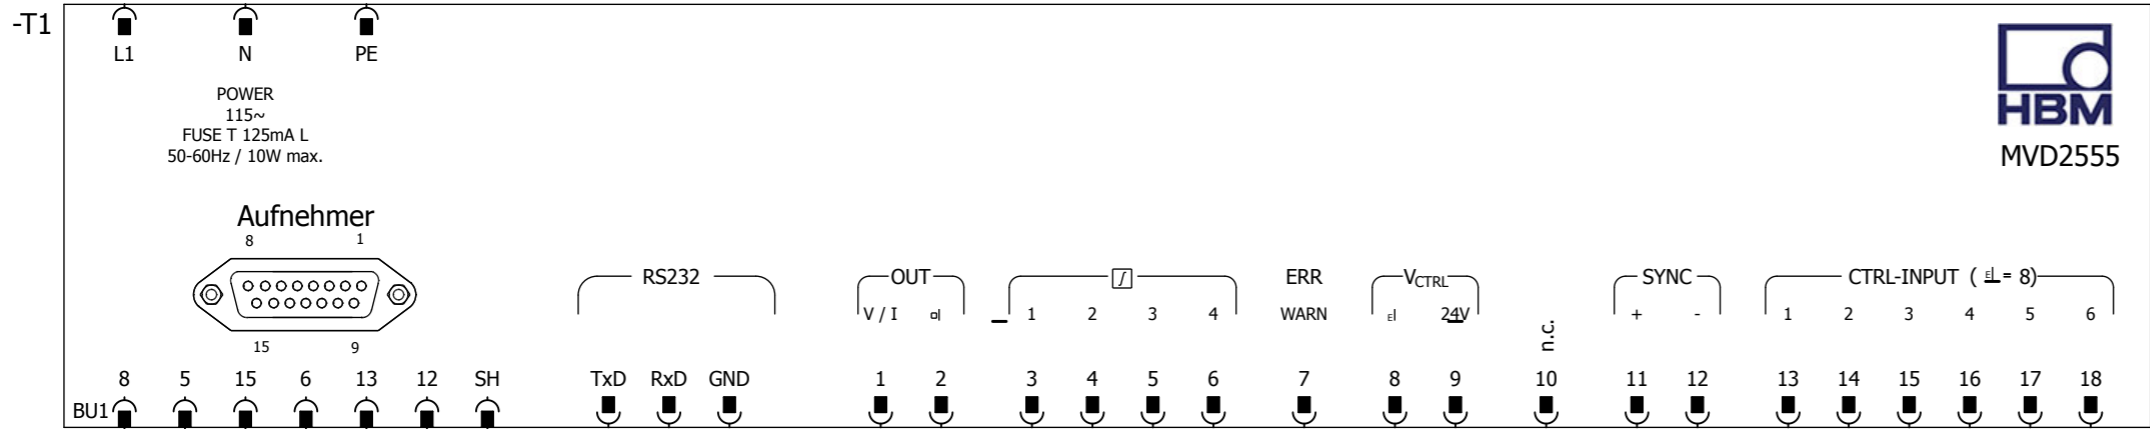 -T1
L1 N PE
POWER
115~
FUSE T 125mA L
50-60Hz / 10W max.
HBM
MVD2555
Aufnehmer
8 1
15 9
RS232 OUT ERR VCTRL SYNC CTRL-INPUT ( = 8)
V / I 1 2 3 4 WARN 24V + - 1 2 3 4 5 6
n.c.
8 5 15 6 13 12 SH TxD RxD GND 1 2 3 4 5 6 7 8 9 10 11 12 13 14 15 16 17 18
BU1